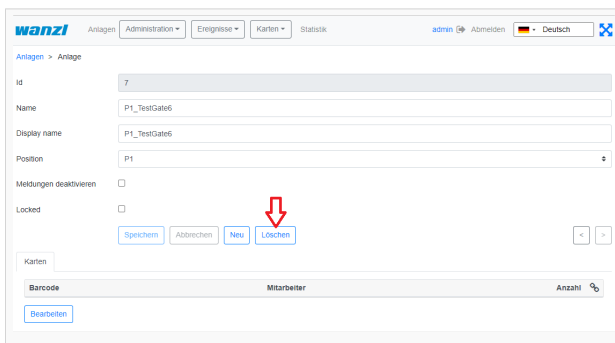 wanzl Anlagen Administration Ereignisse Karten Statistik admin Abmelden Deutsch
Anlagen > Anlage
Id 7
Name P1_TestGate6
Display name P1_TestGate6
Position P1
Meldungen deaktivieren
Locked
Speichern Abbrechen Neu Löschen < >
Karten
Barcode Mitarbeiter Anzahl
Bearbeiten